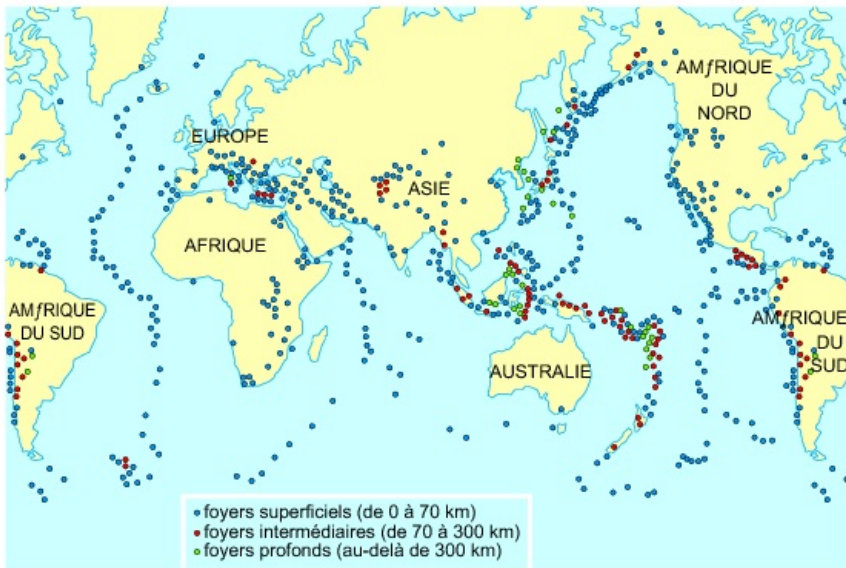 AMƒRIQUE
DU
NORD
EUROPE
ASIE
AFRIQUE
AMƒRIQUE
DU SUD
AMƒRIQUE
DU
SUD
AUSTRALIE
foyers superficiels (de 0 à 70 km)
foyers intermédiaires (de 70 à 300 km)
foyers profonds (au-delà de 300 km)